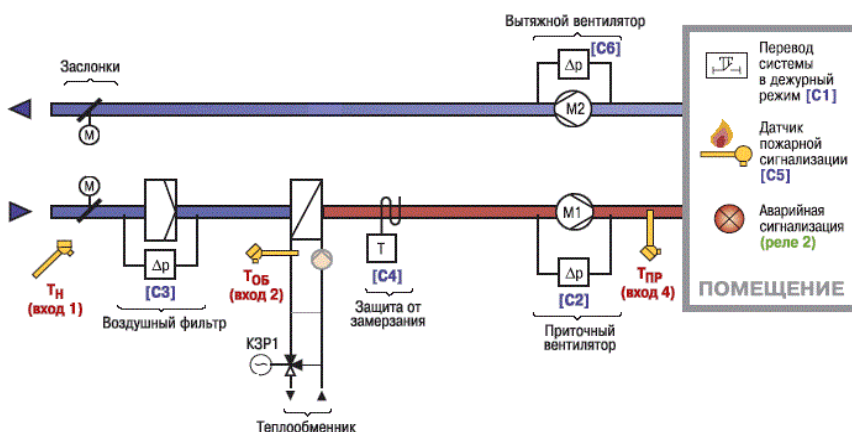 Вытяжной вентилятор
[C6]
Δp
M2
Заслонки
M
M
Δp
[C3]
Воздушный фильтр
TН
(вход 1)
TОБ
(вход 2)
T
[C4]
Защита от
замерзания
M1
Δp
[C2]
Приточный
вентилятор
TПР
(вход 4)
КЗР1
Теплообменник
Перевод
системы
в дежурный
режим [C1]
Датчик
пожарной
сигнализации
[C5]
Аварийная
сигнализация
(реле 2)
ПОМЕЩЕНИЕ